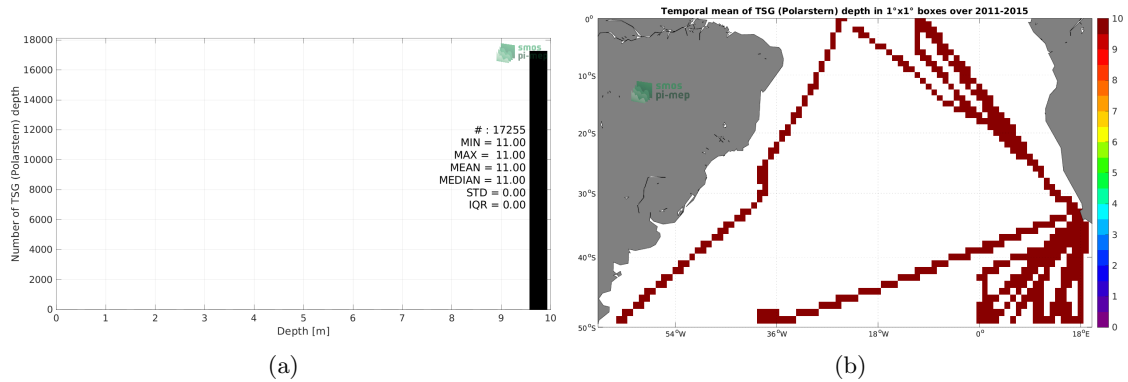 18000
16000
14000
12000
10000
8000
6000
4000
2000
0
Number of TSG (Polarstern) depth
smos
pi-mep
# : 17255
MIN = 11.00
MAX = 11.00
MEAN = 11.00
MEDIAN = 11.00
STD = 0.00
IQR = 0.00
0 1 2 3 4 5 6 7 8 9 10
Depth [m]
(a)
Temporal mean of TSG (Polarstern) depth in 1°x1° boxes over 2011-2015
0°
10°S
20°S
30°S
40°S
50°S
smos
pi-mep
54°W 36°W 18°W 0° 18°E
10
9
8
7
6
5
4
3
2
1
0
(b)